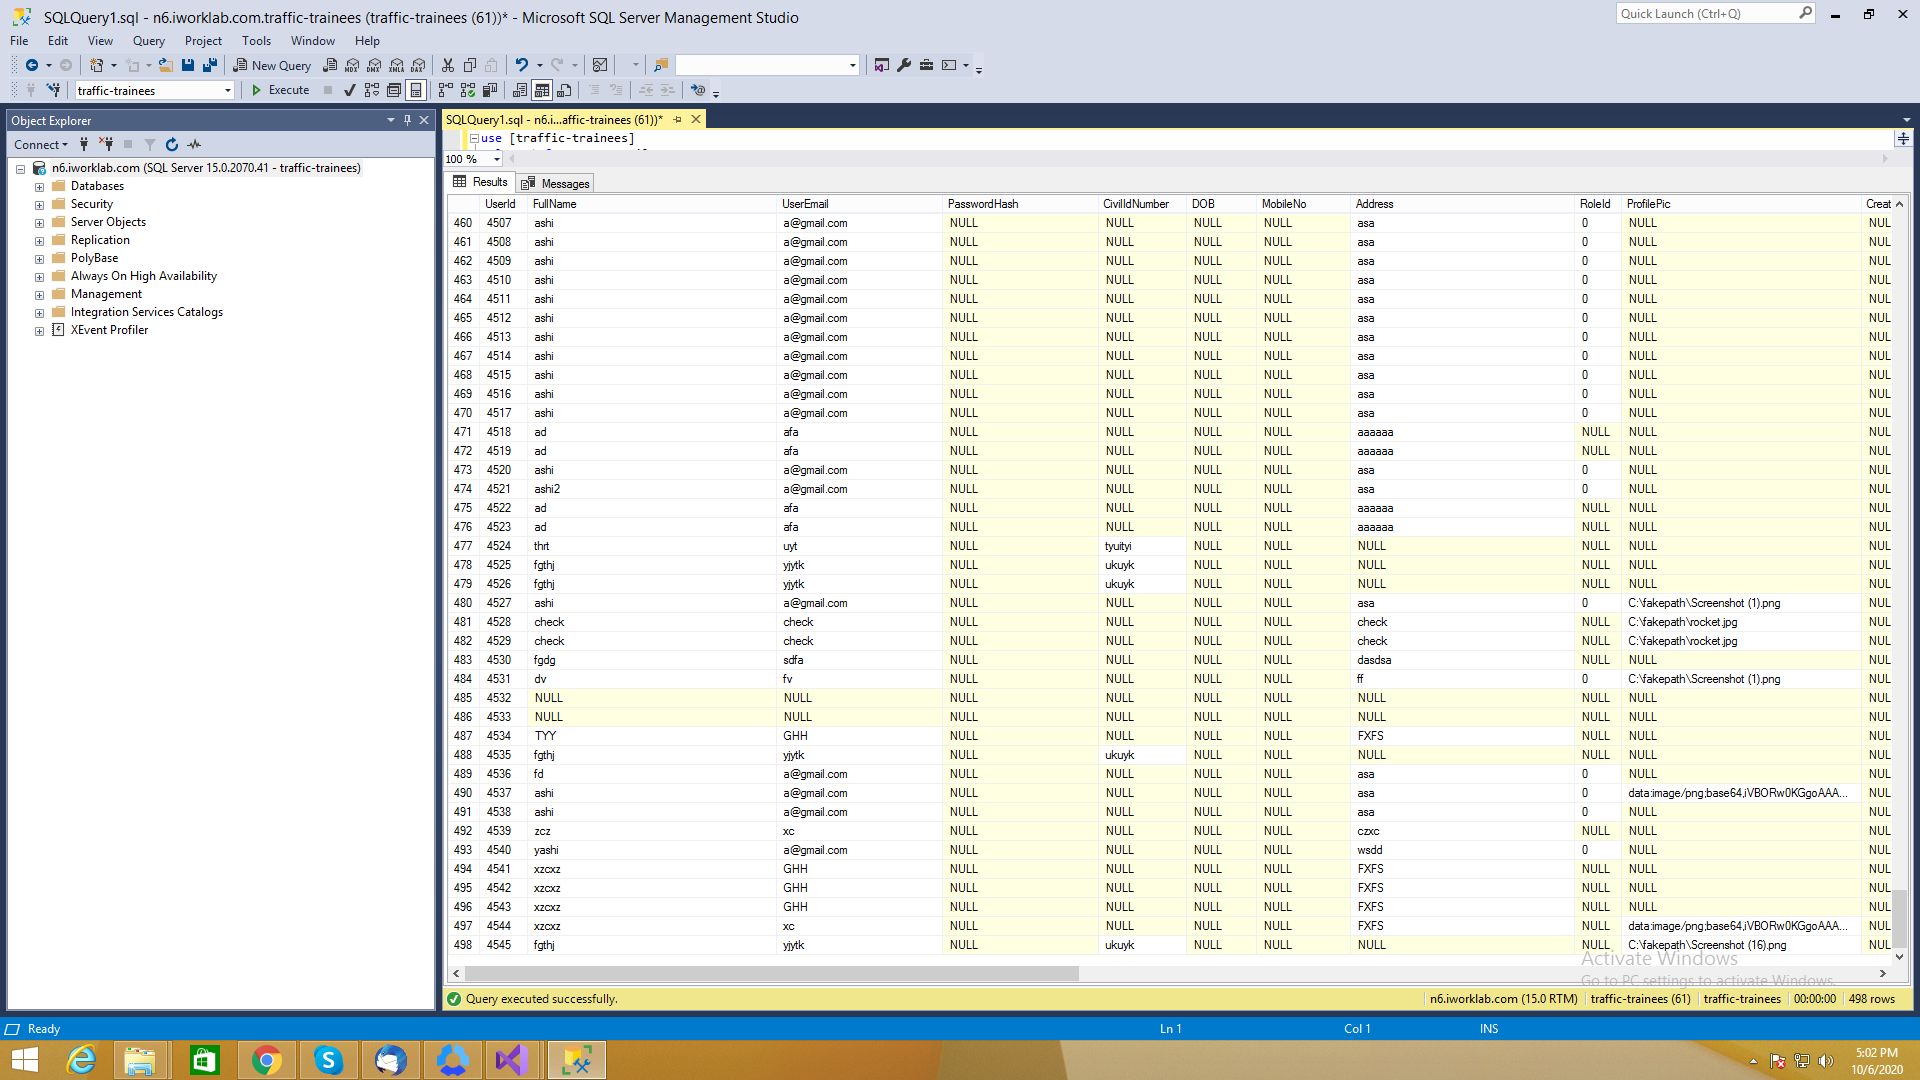 SQLQuery1.sql - n6.iworklab.com.traffic-trainees (traffic-trainees (61))* - Microsoft SQL Server Management Studio
Quick Launch (Ctrl+Q)
File Edit View Query Project Tools Window Help
New Query MDX DMX XMLA DAX
traffic-trainees Execute
Object Explorer
Connect
n6.iworklab.com (SQL Server 15.0.2070.41 - traffic-trainees)
Databases
Security
Server Objects
Replication
PolyBase
Always On High Availability
Management
Integration Services Catalogs
XEvent Profiler
SQLQuery1.sql - n6.i...affic-trainees (61))*
use [traffic-trainees]
100 %
Results Messages
UserId FullName UserEmail PasswordHash CivilIdNumber DOB MobileNo Address RoleId ProfilePic Creat
460 4507 ashi a@gmail.com NULL NULL NULL NULL asa 0 NULL NUL
461 4508 ashi a@gmail.com NULL NULL NULL NULL asa 0 NULL NUL
462 4509 ashi a@gmail.com NULL NULL NULL NULL asa 0 NULL NUL
463 4510 ashi a@gmail.com NULL NULL NULL NULL asa 0 NULL NUL
464 4511 ashi a@gmail.com NULL NULL NULL NULL asa 0 NULL NUL
465 4512 ashi a@gmail.com NULL NULL NULL NULL asa 0 NULL NUL
466 4513 ashi a@gmail.com NULL NULL NULL NULL asa 0 NULL NUL
467 4514 ashi a@gmail.com NULL NULL NULL NULL asa 0 NULL NUL
468 4515 ashi a@gmail.com NULL NULL NULL NULL asa 0 NULL NUL
469 4516 ashi a@gmail.com NULL NULL NULL NULL asa 0 NULL NUL
470 4517 ashi a@gmail.com NULL NULL NULL NULL asa 0 NULL NUL
471 4518 ad afa NULL NULL NULL NULL aaaaaa NULL NULL NUL
472 4519 ad afa NULL NULL NULL NULL aaaaaa NULL NULL NUL
473 4520 ashi a@gmail.com NULL NULL NULL NULL asa 0 NULL NUL
474 4521 ashi2 a@gmail.com NULL NULL NULL NULL asa 0 NULL NUL
475 4522 ad afa NULL NULL NULL NULL aaaaaa NULL NULL NUL
476 4523 ad afa NULL NULL NULL NULL aaaaaa NULL NULL NUL
477 4524 thrt uyt NULL tyuityi NULL NULL NULL NULL NULL NUL
478 4525 fgthj yjytk NULL ukuyk NULL NULL NULL NULL NULL NUL
479 4526 fgthj yjytk NULL ukuyk NULL NULL NULL NULL NULL NUL
480 4527 ashi a@gmail.com NULL NULL NULL NULL asa 0 C:\fakepath\Screenshot (1).png NUL
481 4528 check check NULL NULL NULL NULL check NULL C:\fakepath\rocket.jpg NUL
482 4529 check check NULL NULL NULL NULL check NULL C:\fakepath\rocket.jpg NUL
483 4530 fgdg sdfa NULL NULL NULL NULL dasdsa NULL NULL NUL
484 4531 dv fv NULL NULL NULL NULL ff 0 C:\fakepath\Screenshot (1).png NUL
485 4532 NULL NULL NULL NULL NULL NULL NULL NULL NULL NUL
486 4533 NULL NULL NULL NULL NULL NULL NULL NULL NULL NUL
487 4534 TYY GHH NULL NULL NULL NULL FXFS NULL NULL NUL
488 4535 fgthj yjytk NULL ukuyk NULL NULL NULL NULL NULL NUL
489 4536 fd a@gmail.com NULL NULL NULL NULL asa 0 NULL NUL
490 4537 ashi a@gmail.com NULL NULL NULL NULL asa 0 data:image/png;base64,iVBORw0KGgoAAA... NUL
491 4538 ashi a@gmail.com NULL NULL NULL NULL asa 0 NULL NUL
492 4539 zcz xc NULL NULL NULL NULL czxc NULL NULL NUL
493 4540 yashi a@gmail.com NULL NULL NULL NULL wsdd 0 NULL NUL
494 4541 xzcxz GHH NULL NULL NULL NULL FXFS NULL NULL NUL
495 4542 xzcxz GHH NULL NULL NULL NULL FXFS NULL NULL NUL
496 4543 xzcxz GHH NULL NULL NULL NULL FXFS NULL NULL NUL
497 4544 xzcxz xc NULL NULL NULL NULL FXFS NULL data:image/png;base64,iVBORw0KGgoAAA... NUL
498 4545 fgthj yjytk NULL ukuyk NULL NULL NULL NULL C:\fakepath\Screenshot (16).png NUL
Activate Windows
Go to PC settings to activate Windows.
Query executed successfully. n6.iworklab.com (15.0 RTM) traffic-trainees (61) traffic-trainees 00:00:00 498 rows
Ready Ln 1 Col 1 INS
5:02 PM
10/6/2020